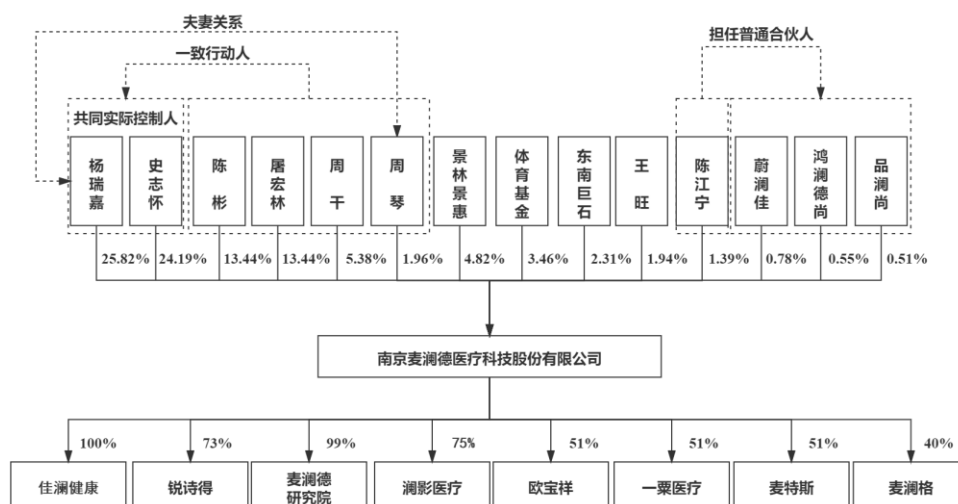 夫妻关系
担任普通合伙人
一致行动人
共同实际控制人
杨瑞嘉
史志怀
陈 彬
屠宏林
周 干
周 琴
景林景惠
体育基金
东南巨石
王 旺
陈江宁
蔚澜佳
鸿澜德尚
品澜尚
25.82%
24.19%
13.44%
13.44%
5.38%
1.96%
4.82%
3.46%
2.31%
1.94%
1.39%
0.78%
0.55%
0.51%
南京麦澜德医疗科技股份有限公司
100%
73%
99%
75%
51%
51%
51%
40%
佳澜健康
锐诗得
麦澜德
研究院
澜影医疗
欧宝祥
一粟医疗
麦特斯
麦澜格